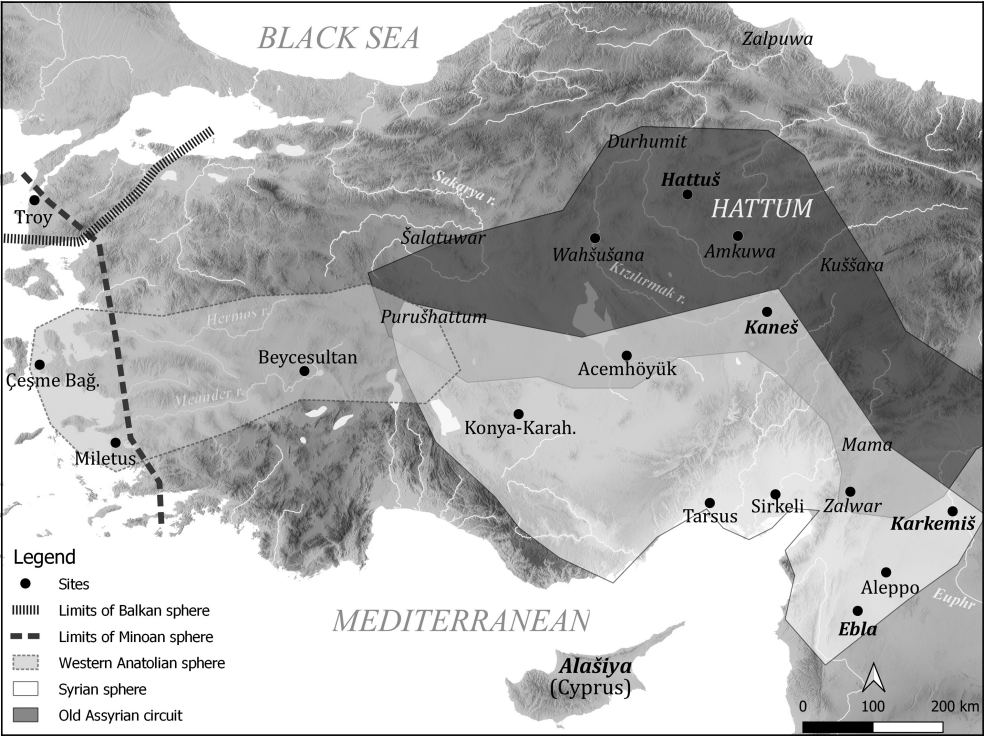 BLACK SEA
Zalpuwa
Durhumit
Hattuš
Sakarya r.
Troy
HATTUM
Šalatuwar
Wahšušana
Amkuwa
Kuššara
Kızılırmak r.
Hermos r.
Purušhattum
Kaneš
Beycesultan
Acemhöyük
Çeşme Bağ.
Meander r.
Konya-Karah.
Miletus
Mama
Tarsus
Sirkeli
Zalwar
Karkemiš
Aleppo
Euphr
Ebla
MEDITERRANEAN
Alašiya
(Cyprus)
Legend
Sites
Limits of Balkan sphere
Limits of Minoan sphere
Western Anatolian sphere
Syrian sphere
Old Assyrian circuit
0 100 200 km